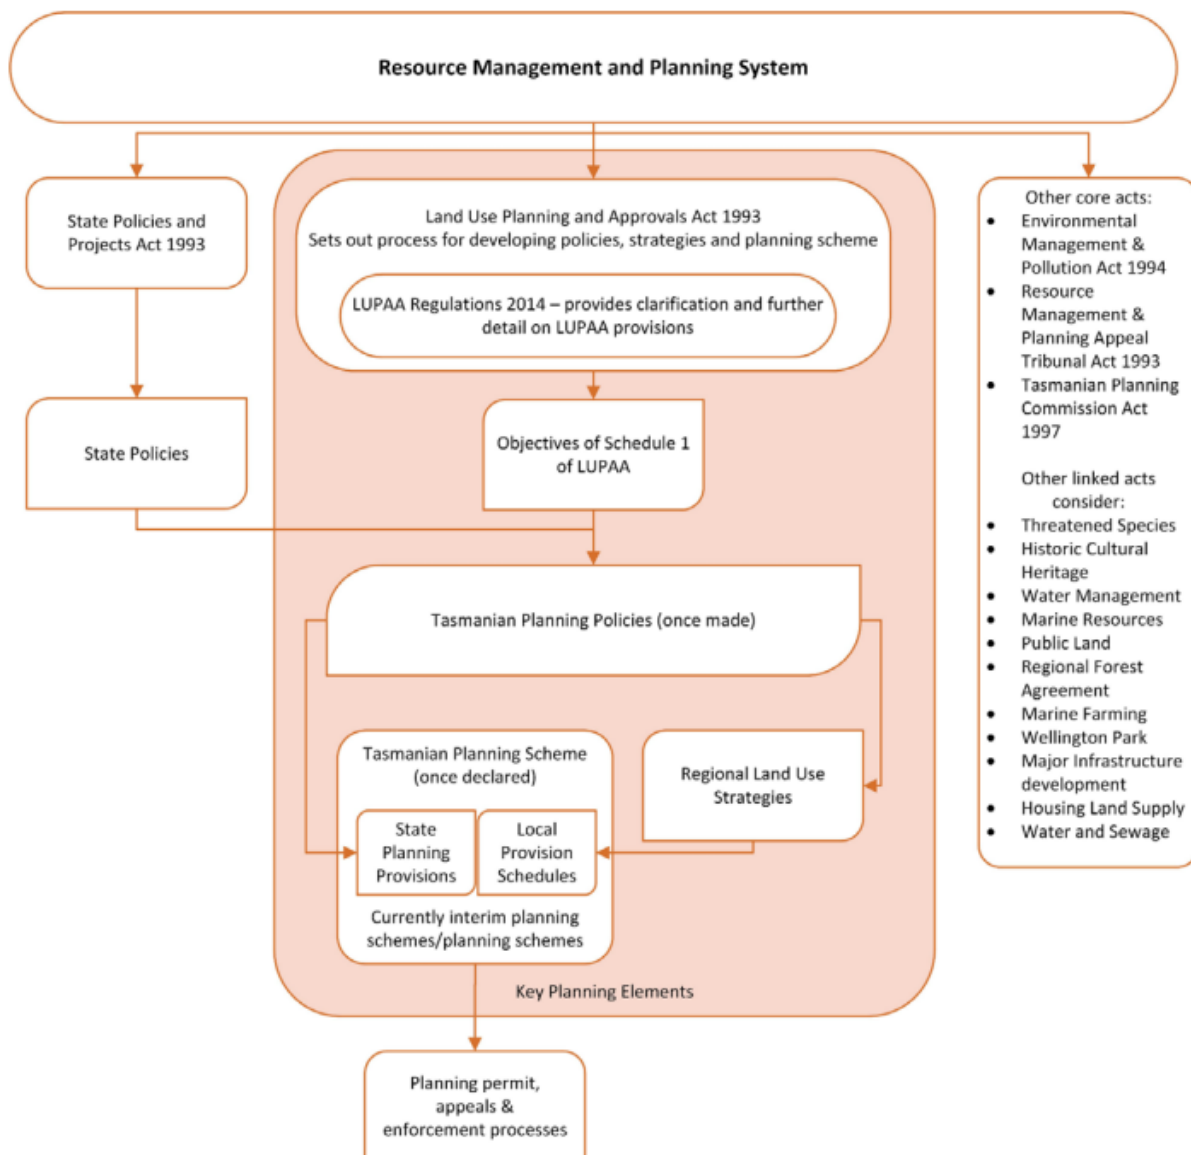 Resource Management and Planning System
State Policies and
Projects Act 1993
State Policies
Land Use Planning and Approvals Act 1993
Sets out process for developing policies, strategies and planning scheme
LUPAA Regulations 2014 – provides clarification and further
detail on LUPAA provisions
Objectives of Schedule 1
of LUPAA
Tasmanian Planning Policies (once made)
Tasmanian Planning Scheme
(once declared)
State
Planning
Provisions
Local
Provision
Schedules
Currently interim planning
schemes/planning schemes
Regional Land Use
Strategies
Key Planning Elements
Planning permit,
appeals &
enforcement processes
Other core acts:
• Environmental
Management &
Pollution Act 1994
• Resource
Management &
Planning Appeal
Tribunal Act 1993
• Tasmanian Planning
Commission Act
1997
Other linked acts
consider:
• Threatened Species
• Historic Cultural
Heritage
• Water Management
• Marine Resources
• Public Land
• Regional Forest
Agreement
• Marine Farming
• Wellington Park
• Major Infrastructure
development
• Housing Land Supply
• Water and Sewage